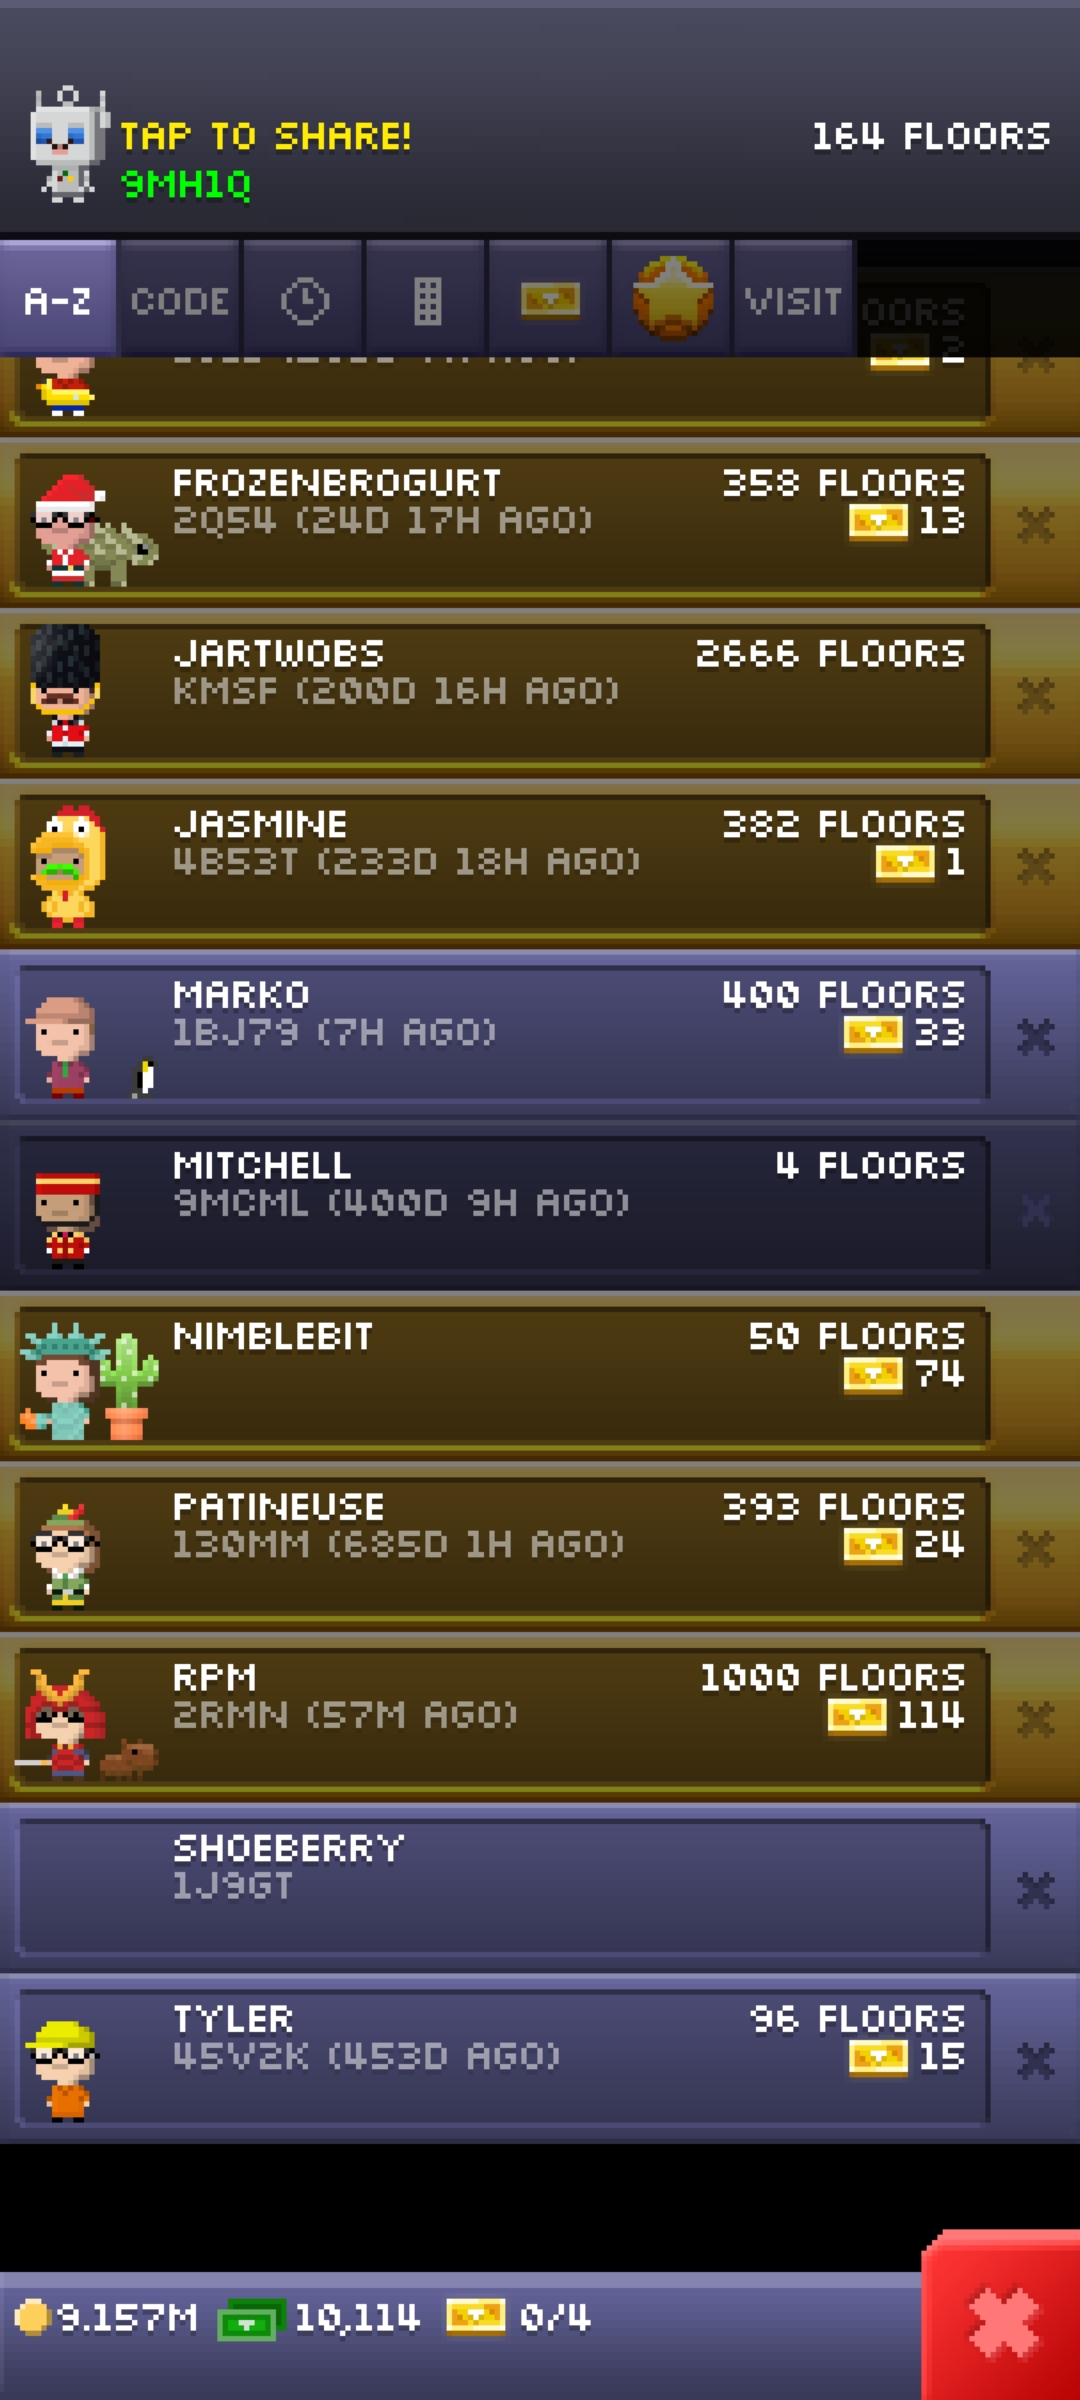 TAP TO SHARE!
164 FLOORS
9MH1Q
A-Z
CODE
VISIT
2
FROZENBROGURT
358 FLOORS
2Q54 (24D 17H AGO)
13
JARTWOBS
2666 FLOORS
KMSF (200D 16H AGO)
JASMINE
382 FLOORS
4B53T (233D 18H AGO)
1
MARKO
400 FLOORS
1BJ79 (7H AGO)
33
MITCHELL
4 FLOORS
9MCML (400D 9H AGO)
NIMBLEBIT
50 FLOORS
74
PATINEUSE
393 FLOORS
130MM (685D 1H AGO)
24
RPM
1000 FLOORS
2RMN (57M AGO)
114
SHOEBERRY
1J9GT
TYLER
96 FLOORS
45V2K (453D AGO)
15
9.157M
10,114
0/4